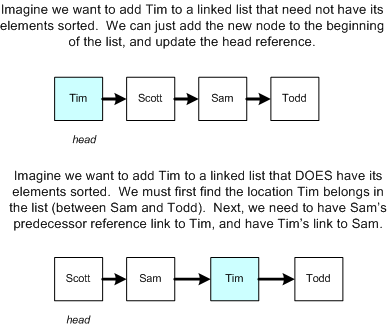 Imagine we want to add Tim to a linked list that need not have its
elements sorted.  We can just add the new node to the beginning
of the list, and update the head reference.
Tim Scott Sam Todd
head
Imagine we want to add Tim to a linked list that DOES have its
elements sorted.  We must first find the location Tim belongs in
the list (between Sam and Todd).  Next, we need to have Sam's
predecessor reference link to Tim, and have Tim's link to Sam.
Scott Sam Tim Todd
head